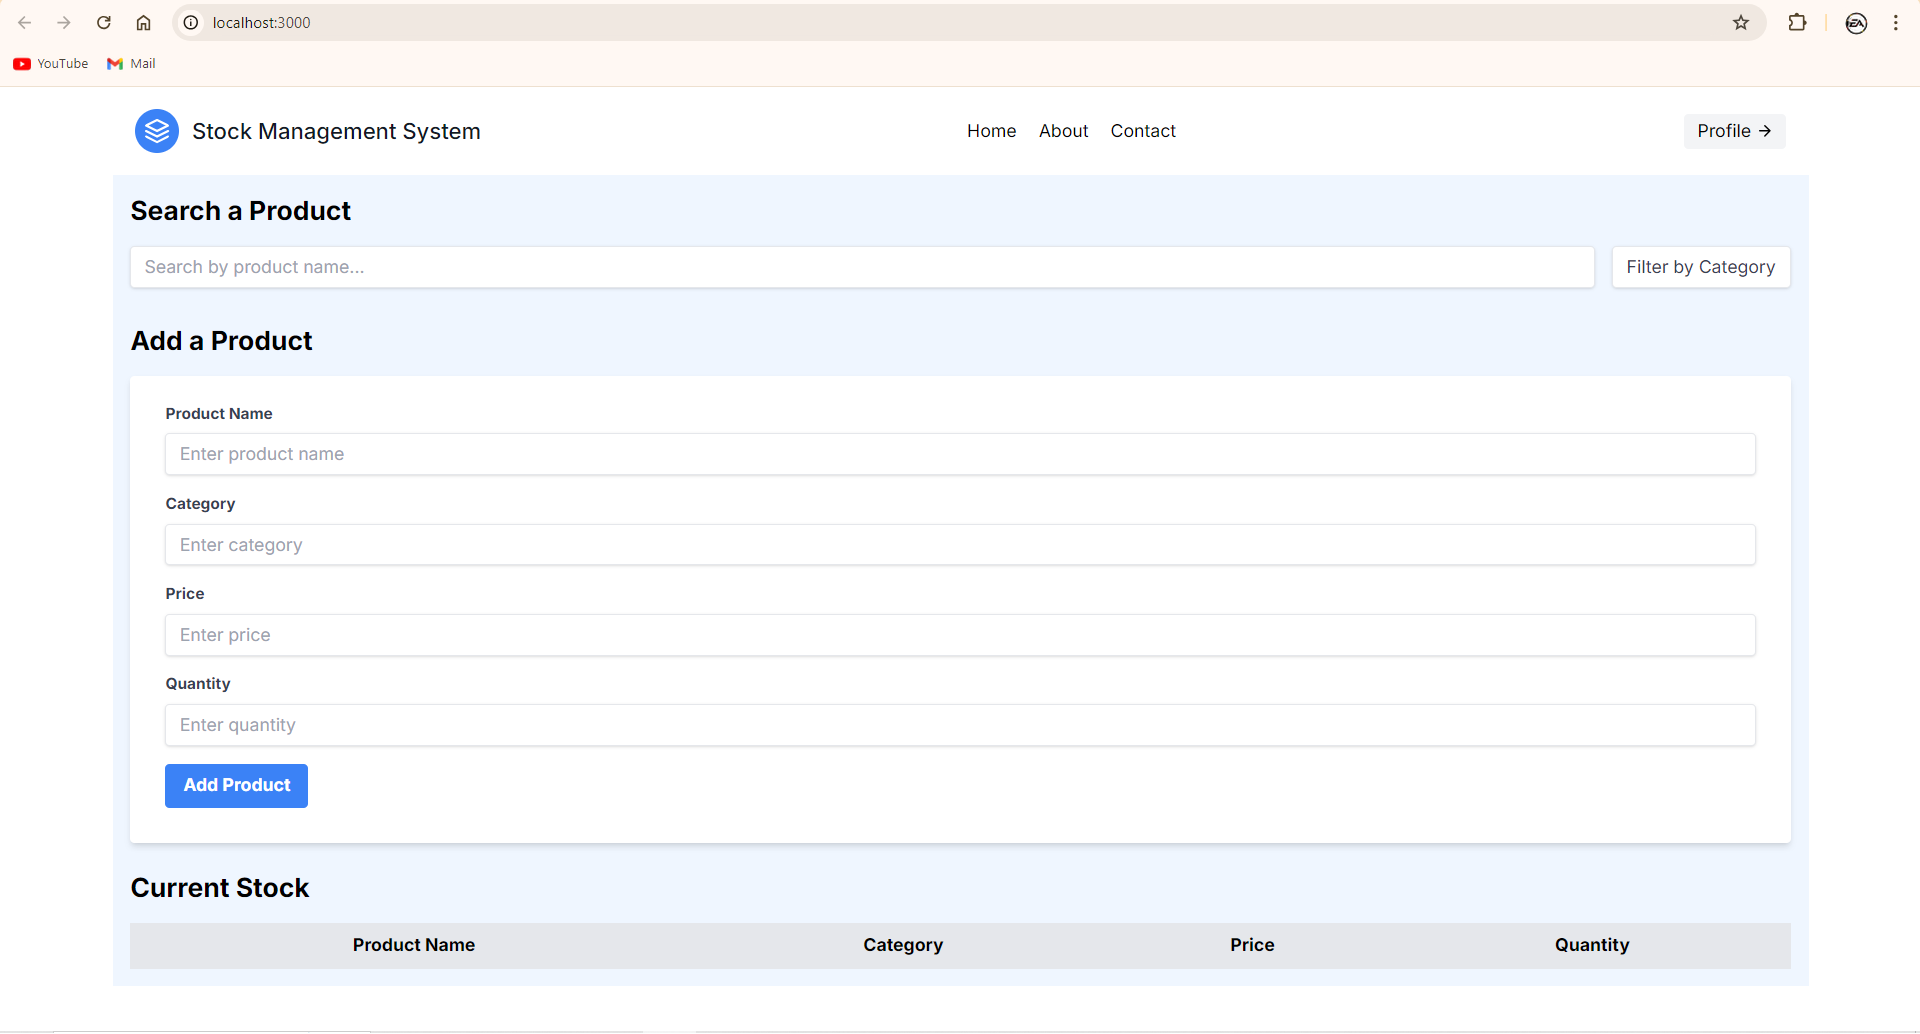 localhost:3000
YouTube Mail
Stock Management System Home About Contact Profile →
Search a Product
Search by product name... Filter by Category
Add a Product
Product Name
Enter product name
Category
Enter category
Price
Enter price
Quantity
Enter quantity
Add Product
Current Stock
Product Name Category Price Quantity